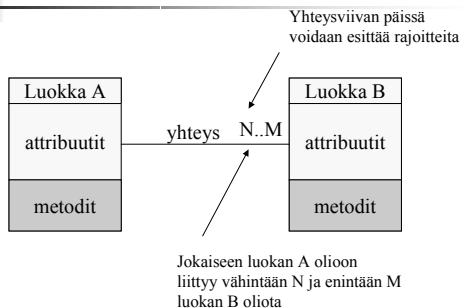 Yhteysviivan päissä
voidaan esittää rajoitteita
Luokka A
Luokka B
attribuutit
yhteys
N..M
attribuutit
metodit
metodit
Jokaiseen luokan A olioon
liittyy vähintään N ja enintään M
luokan B oliota